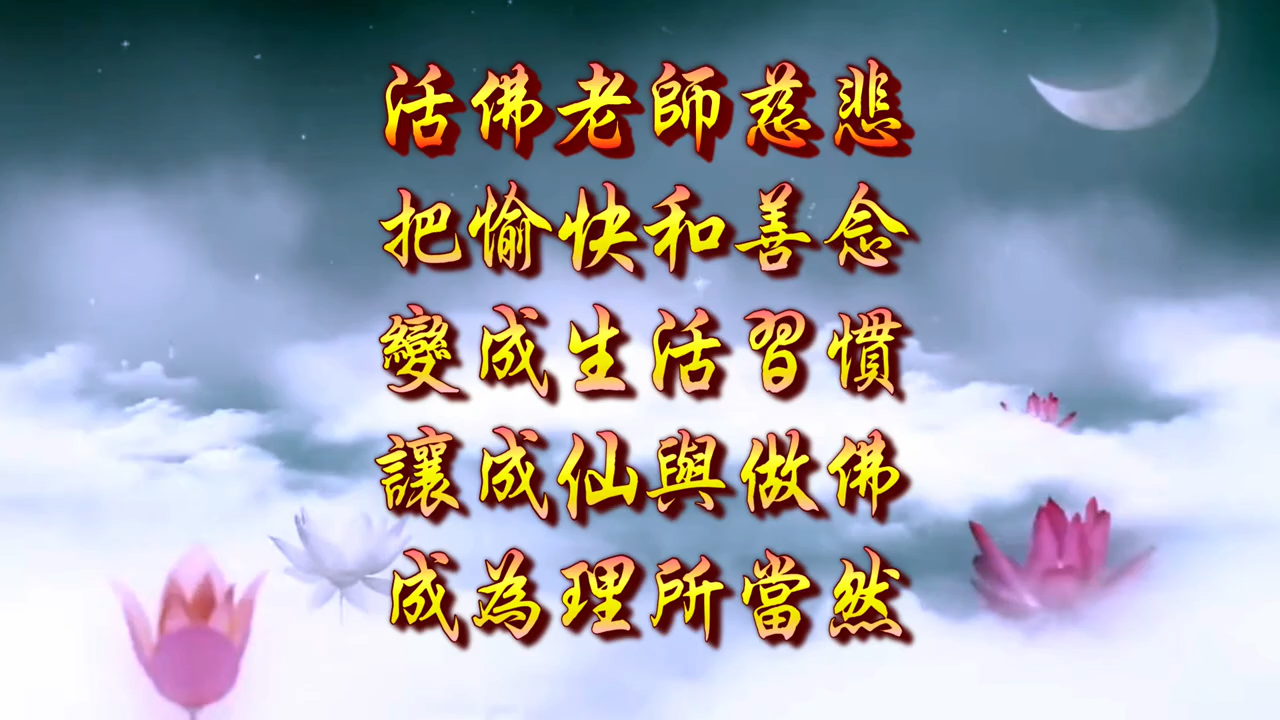 活佛老師慈悲
把愉快和善念
變成生活習慣
讓成仙與做佛
成為理所當然